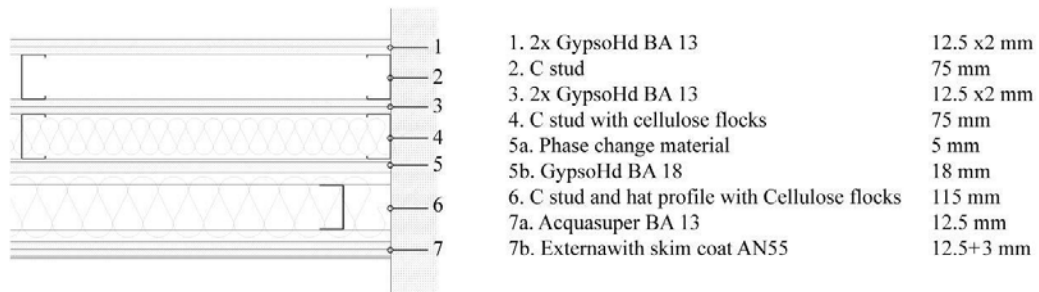 1
2
3
4
5
6
7
1. 2x GypsoHd BA 13 12.5 x2 mm
2. C stud 75 mm
3. 2x GypsoHd BA 13 12.5 x2 mm
4. C stud with cellulose flocks 75 mm
5a. Phase change material 5 mm
5b. GypsoHd BA 18 18 mm
6. C stud and hat profile with Cellulose flocks 115 mm
7a. Acquasuper BA 13 12.5 mm
7b. Externawith skim coat AN55 12.5+3 mm